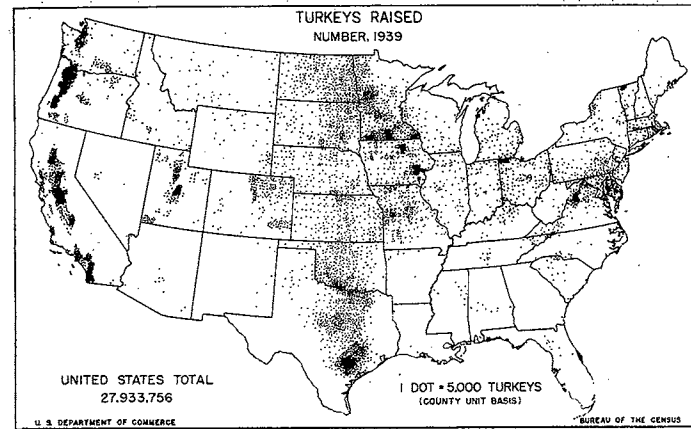 TURKEYS RAISED
NUMBER, 1939
UNITED STATES TOTAL
27,933,756
1 DOT = 5,000 TURKEYS
(COUNTY UNIT BASIS)
U. S. DEPARTMENT OF COMMERCE
BUREAU OF THE CENSUS